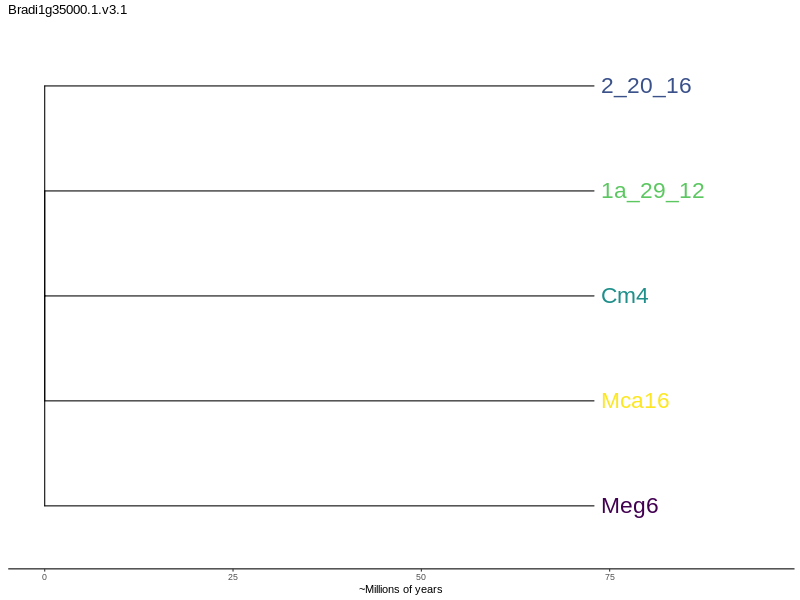 Bradi1g35000.1.v3.1
2_20_16
1a_29_12
Cm4
Mca16
Meg6
0 25 50 75
~Millions of years